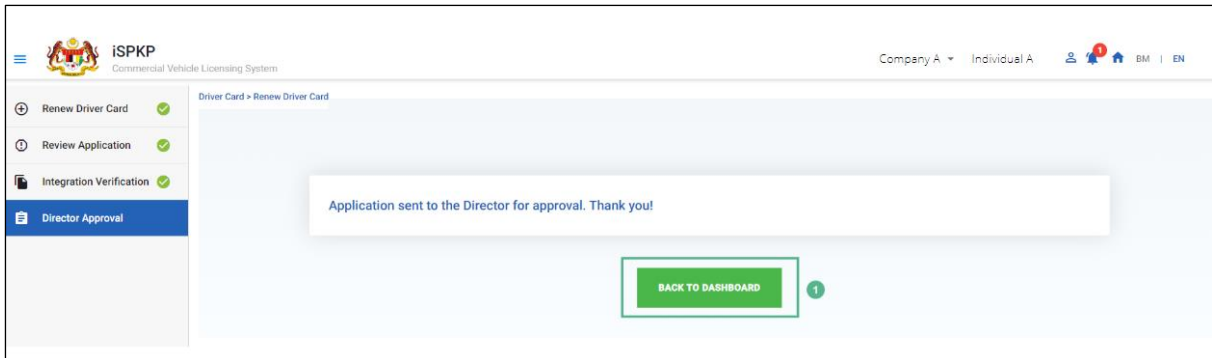 iSPKP
Commercial Vehicle Licensing System
Company A Individual A 1 BM | EN
Driver Card > Renew Driver Card
Renew Driver Card
Review Application
Integration Verification
Director Approval
Application sent to the Director for approval. Thank you!
BACK TO DASHBOARD 1